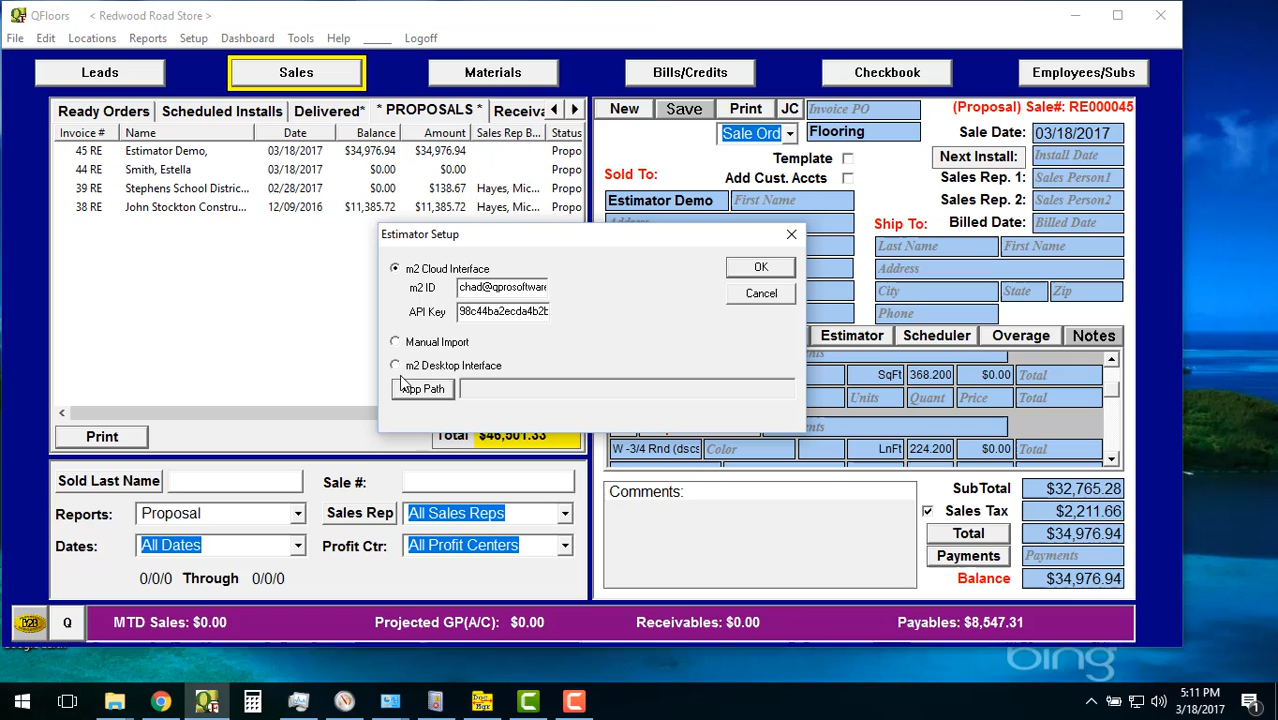 QFloors < Redwood Road Store >
File Edit Locations Reports Setup Dashboard Tools Help _____ Logoff
Leads Sales Materials Bills/Credits Checkbook Employees/Subs
Ready Orders Scheduled Installs Delivered* * PROPOSALS * Receiva
Invoice # Name Date Balance Amount Sales Rep B... Status
45 RE Estimator Demo, 03/18/2017 $34,976.94 $34,976.94 Propo
44 RE Smith, Estella 03/18/2017 $0.00 $0.00 Propo
39 RE Stephens School Distric... 02/28/2017 $0.00 $138.67 Hayes, Mic... Propo
38 RE John Stockton Constru... 12/09/2016 $11,385.72 $11,385.72 Hayes, Mic... Propo
Print
Total $46,501.33
Sold Last Name Sale #:
Reports: Proposal Sales Rep All Sales Reps
Dates: All Dates Profit Ctr: All Profit Centers
0/0/0 Through 0/0/0
New Save Print JC Invoice PO (Proposal) Sale#: RE000045
Sale Ord Flooring Sale Date: 03/18/2017
Template Next Install: Install Date
Sold To: Add Cust. Accts Sales Rep. 1: Sales Person1
Estimator Demo First Name Sales Rep. 2: Sales Person2
Ship To: Billed Date: Billed Date
Last Name First Name
Address
City State Zip
Phone
Estimator Scheduler Overage Notes
SqFt 368.200 $0.00 Total
Units Quant Price Total
W -3/4 Rnd (dscs Color LnFt 224.200 $0.00 Total
Comments:
SubTotal $32,765.28
Sales Tax $2,211.66
Total $34,976.94
Payments Payments
Balance $34,976.94
Estimator Setup
m2 Cloud Interface OK
m2 ID chad@qprosoftware
Cancel
API Key 98c44ba2ecda4b2b
Manual Import
m2 Desktop Interface
App Path
B2B Q MTD Sales: $0.00 Projected GP(A/C): $0.00 Receivables: $0.00 Payables: $8,547.31
bing
5:11 PM
3/18/2017